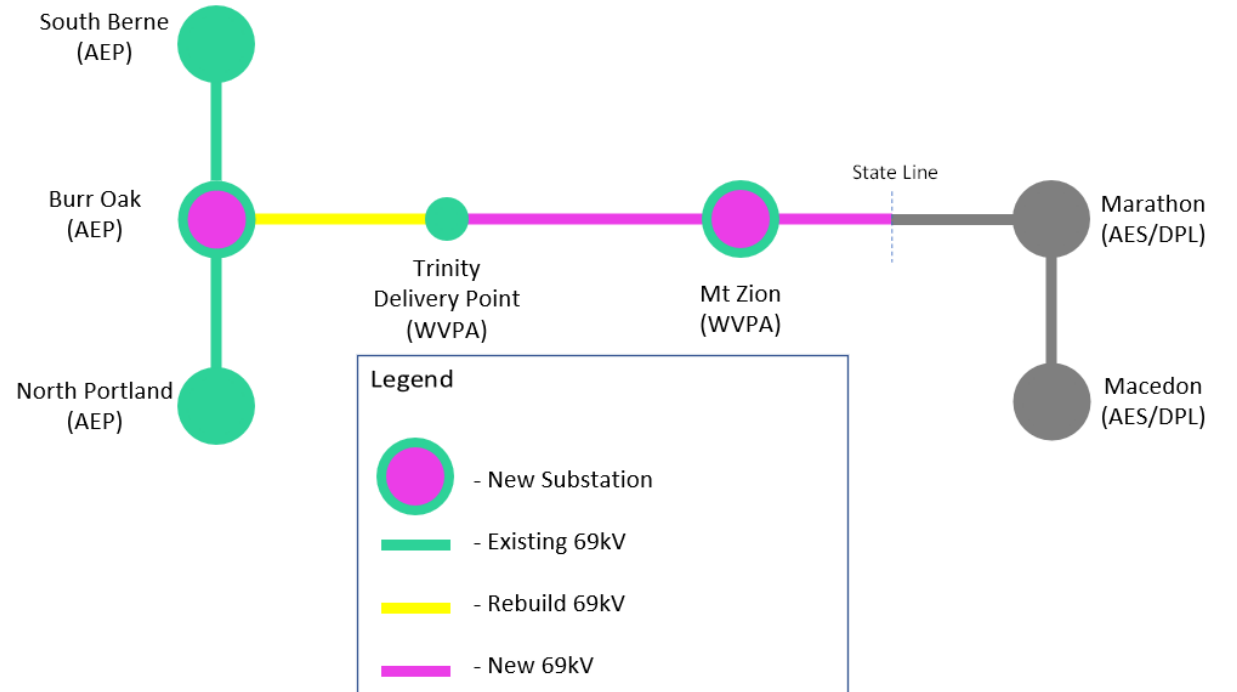 South Berne
(AEP)
Burr Oak
(AEP)
North Portland
(AEP)
Trinity
Delivery Point
(WVPA)
Mt Zion
(WVPA)
State Line
Marathon
(AES/DPL)
Macedon
(AES/DPL)
Legend
- New Substation
- Existing 69kV
- Rebuild 69kV
- New 69kV